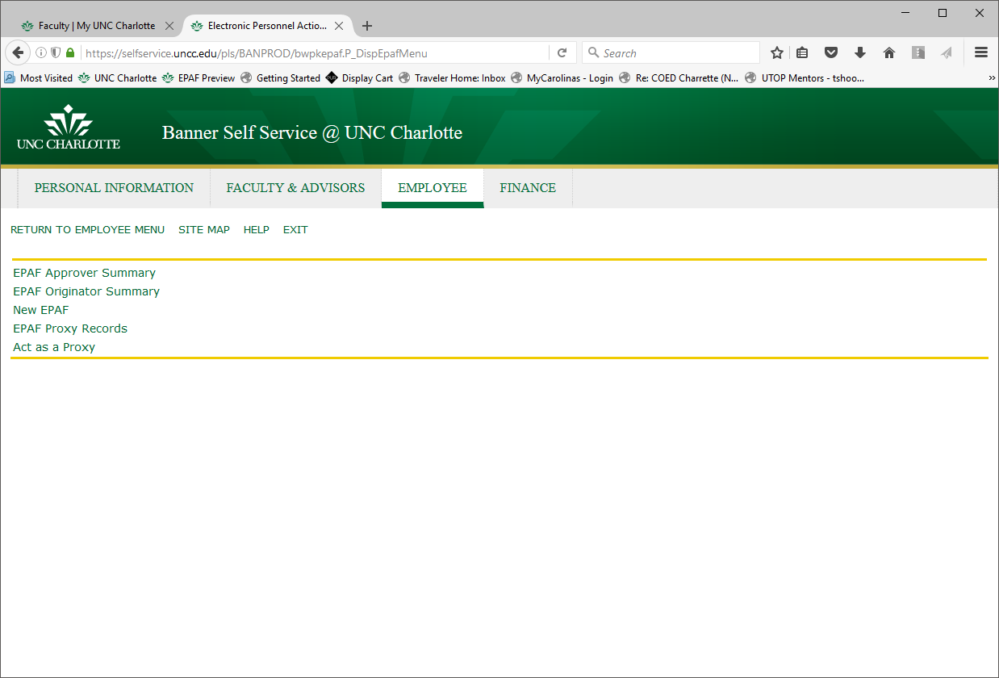 Faculty | My UNC Charlotte
Electronic Personnel Actio...
https://selfservice.uncc.edu/pls/BANPROD/bwpkepaf.P_DispEpafMenu
Search
Most Visited UNC Charlotte EPAF Preview Getting Started Display Cart Traveler Home: Inbox MyCarolinas - Login Re: COED Charrette (N... UTOP Mentors - tshoo...
UNC CHARLOTTE
Banner Self Service @ UNC Charlotte
PERSONAL INFORMATION FACULTY & ADVISORS EMPLOYEE FINANCE
RETURN TO EMPLOYEE MENU SITE MAP HELP EXIT
EPAF Approver Summary
EPAF Originator Summary
New EPAF
EPAF Proxy Records
Act as a Proxy